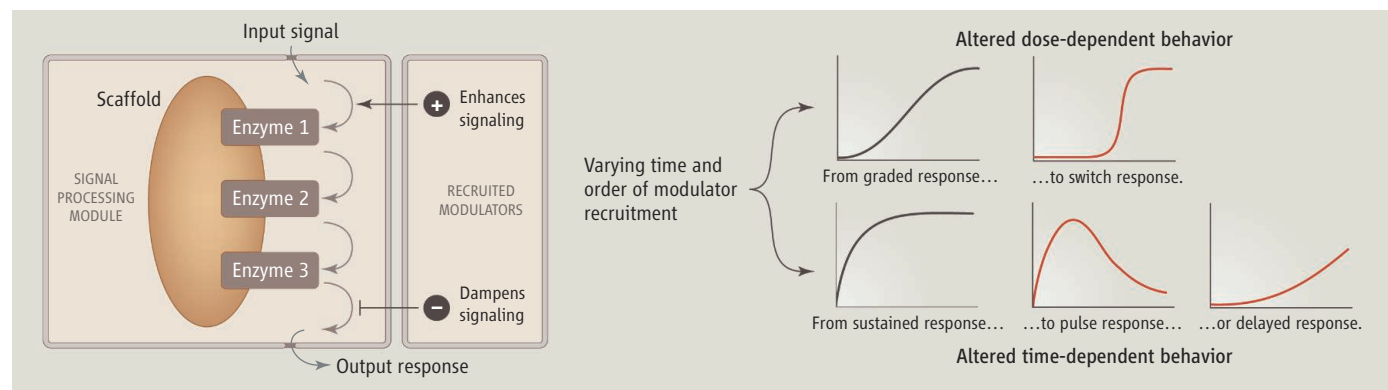 Input signal
Scaffold
SIGNAL
PROCESSING
MODULE
Enzyme 1
Enzyme 2
Enzyme 3
Output response
+
Enhances
signaling
RECRUITED
MODULATORS
–
Dampens
signaling
Varying time and
order of modulator
recruitment
Altered dose-dependent behavior
From graded response…
…to switch response.
From sustained response…
…to pulse response…
…or delayed response.
Altered time-dependent behavior